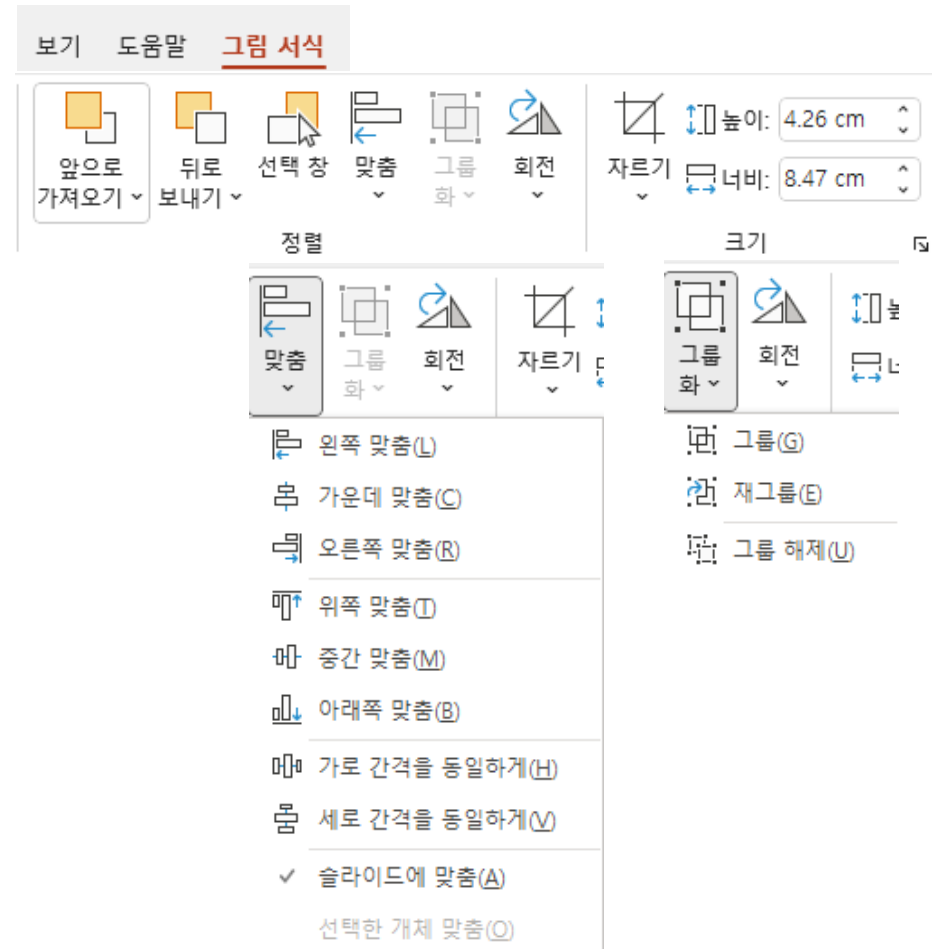 보기 도움말 그림 서식
앞으로
가져오기
뒤로
보내기
선택 창
맞춤
그룹
화
회전
자르기
높이: 4.26 cm
너비: 8.47 cm
정렬
크기
맞춤
그룹
화
회전
자르기
왼쪽 맞춤(L)
가운데 맞춤(C)
오른쪽 맞춤(R)
위쪽 맞춤(T)
중간 맞춤(M)
아래쪽 맞춤(B)
가로 간격을 동일하게(H)
세로 간격을 동일하게(V)
슬라이드에 맞춤(A)
선택한 개체 맞춤(O)
그룹
화
회전
그룹(G)
재그룹(E)
그룹 해제(U)